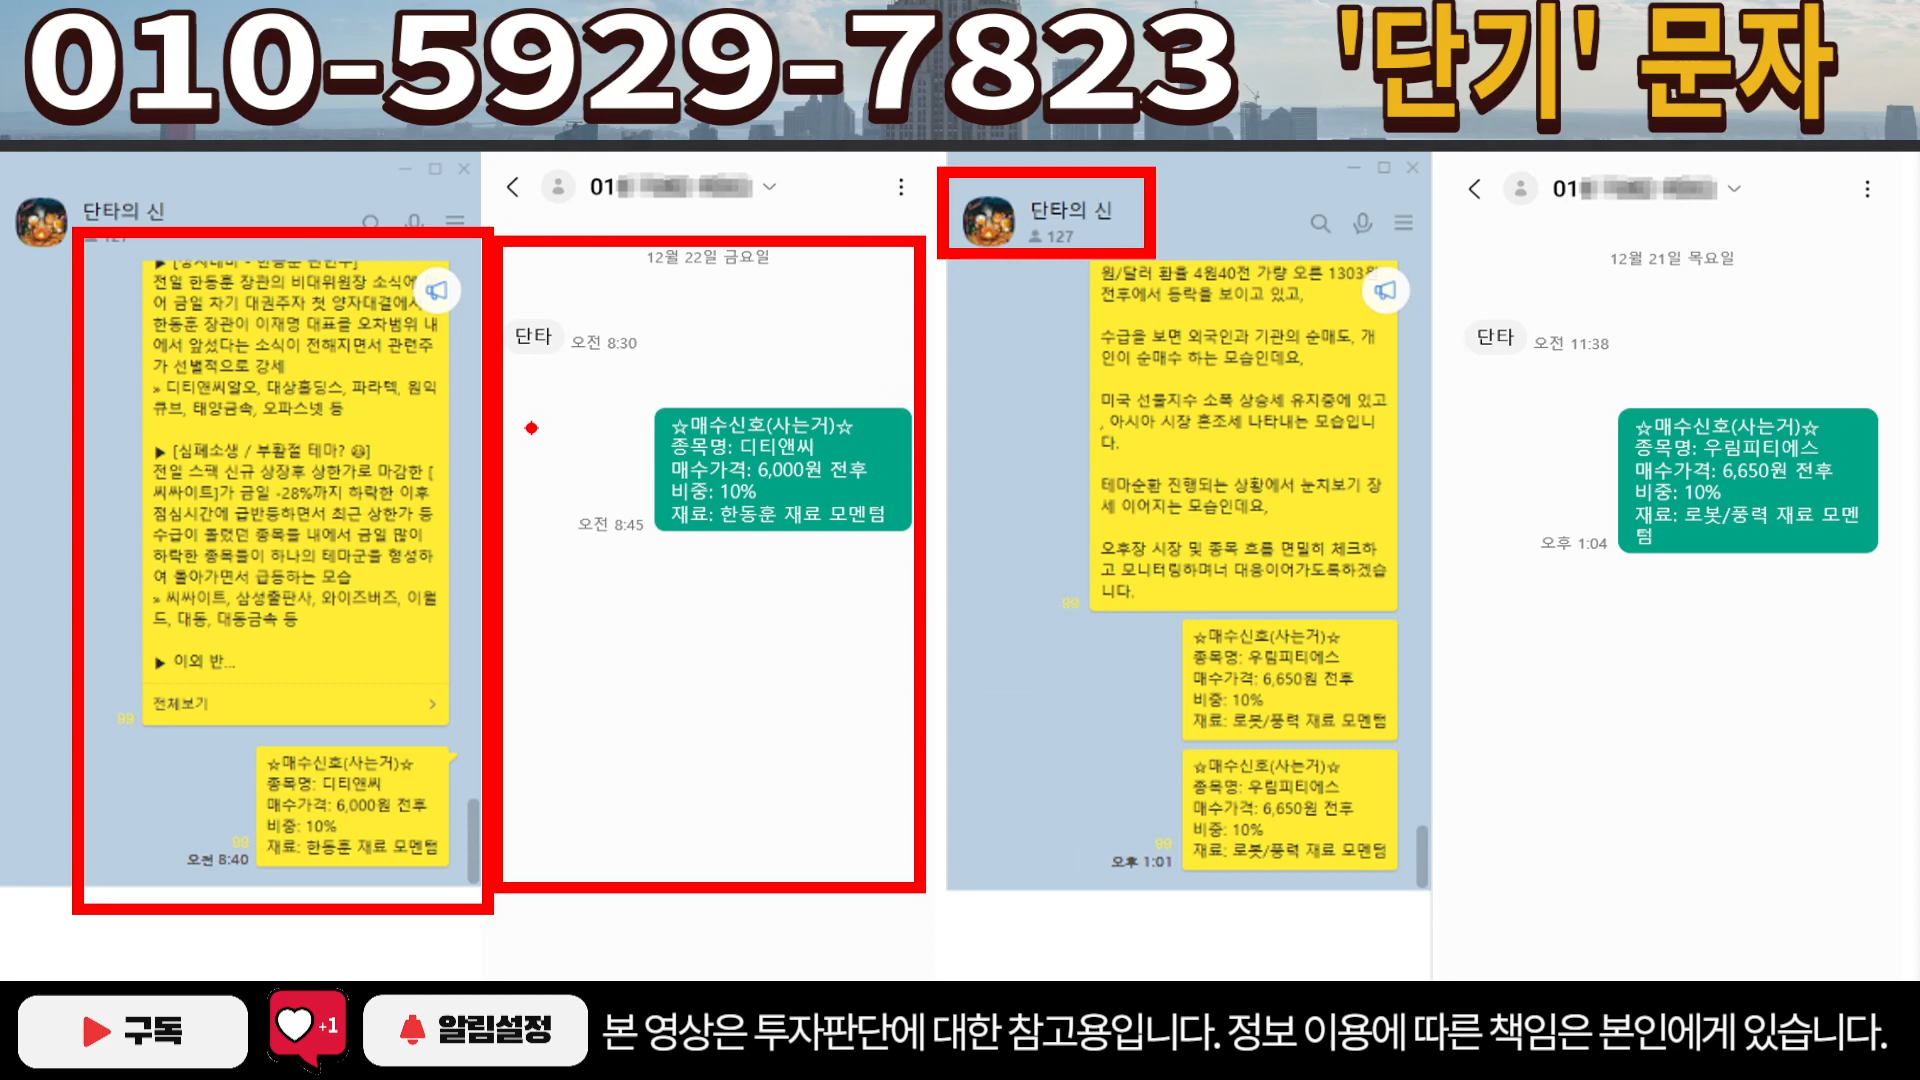 010-5929-7823 '단기' 문자
단타의 신
127
전일 한동훈 장관의 비대위원장 소식에
어 금일 차기 대권주자 첫 양자대결에서
한동훈 장관이 이재명 대표를 오차범위 내
에서 앞섰다는 소식이 전해지면서 관련주
가 선별적으로 강세
» 디티앤씨알오, 대상홀딩스, 파라텍, 원익
큐브, 태양금속, 오파스넷 등
▶ [심폐소생 / 부활절 테마? 😆]
전일 스팩 신규 상장후 상한가로 마감한 [
씨싸이트]가 금일 -28%까지 하락한 이후
점심시간에 급반등하면서 최근 상한가 등
수급이 몰렸던 종목들 내에서 금일 많이
하락한 종목들이 하나의 테마군을 형성하
여 돌아가면서 급등하는 모습
» 씨싸이트, 삼성출판사, 와이즈버즈, 이월
드, 대동, 대동금속 등
▶ 이외 반...
전체보기
99
☆매수신호(사는거)☆
종목명: 디티앤씨
매수가격: 6,000원 전후
비중: 10%
재료: 한동훈 재료 모멘텀
99
오전 8:40
01
12월 22일 금요일
단타
오전 8:30
☆매수신호(사는거)☆
종목명: 디티앤씨
매수가격: 6,000원 전후
비중: 10%
재료: 한동훈 재료 모멘텀
오전 8:45
단타의 신
127
원/달러 환율 4원40전 가량 오른 1303원
전후에서 등락을 보이고 있고,
수급을 보면 외국인과 기관의 순매도, 개
인이 순매수 하는 모습인데요,
미국 선물지수 소폭 상승세 유지중에 있고
, 아시아 시장 혼조세 나타내는 모습입니
다.
테마순환 진행되는 상황에서 눈치보기 장
세 이어지는 모습인데요,
오후장 시장 및 종목 흐름 면밀히 체크하
고 모니터링하며너 대응이어가도록하겠습
니다.
99
☆매수신호(사는거)☆
종목명: 우림피티에스
매수가격: 6,650원 전후
비중: 10%
재료: 로봇/풍력 재료 모멘텀
☆매수신호(사는거)☆
종목명: 우림피티에스
매수가격: 6,650원 전후
비중: 10%
재료: 로봇/풍력 재료 모멘텀
99
오후 1:01
01
12월 21일 목요일
단타
오전 11:38
☆매수신호(사는거)☆
종목명: 우림피티에스
매수가격: 6,650원 전후
비중: 10%
재료: 로봇/풍력 재료 모멘
텀
오후 1:04
구독
+1
알림설정
본 영상은 투자판단에 대한 참고용입니다. 정보 이용에 따른 책임은 본인에게 있습니다.